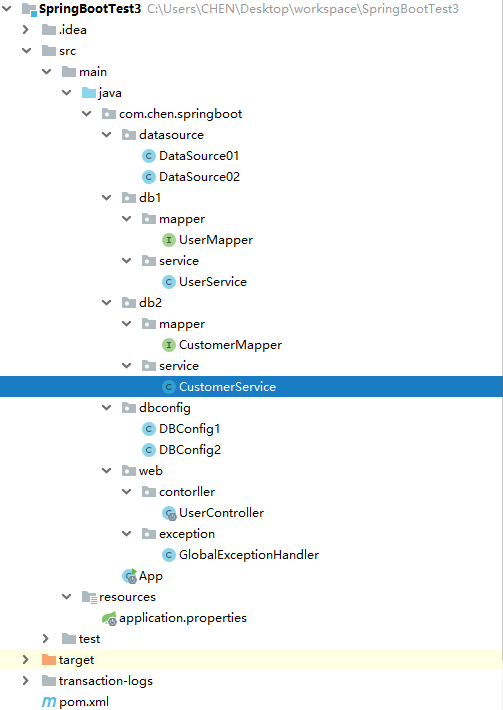 SpringBootTest3 C:\Users\CHEN\Desktop\workspace\SpringBootTest3
.idea
src
main
java
com.chen.springboot
datasource
C DataSource01
C DataSource02
db1
mapper
I UserMapper
service
C UserService
db2
mapper
I CustomerMapper
service
C CustomerService
dbconfig
C DBConfig1
C DBConfig2
web
contorller
C UserController
exception
C GlobalExceptionHandler
App
resources
application.properties
test
target
transaction-logs
m pom.xml